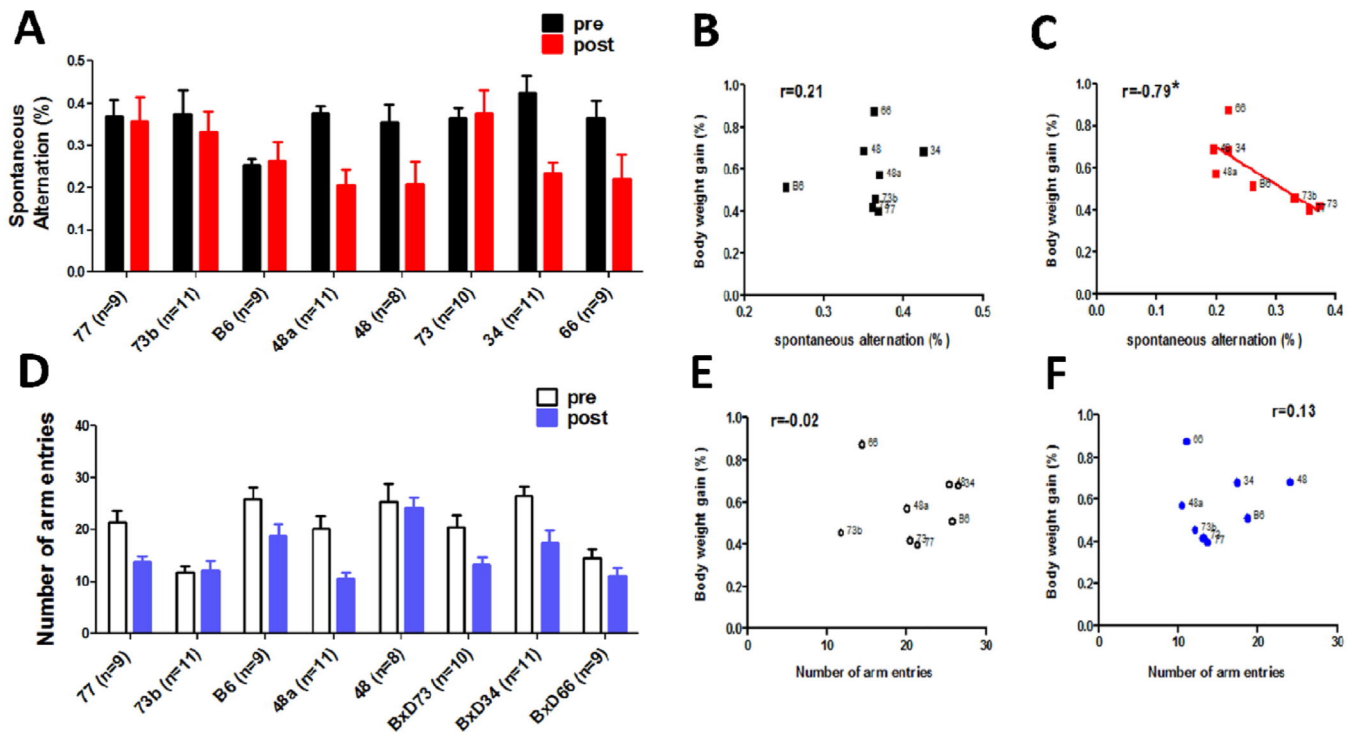 A
pre
post
Spontaneous
Alternation (%)
0.5
0.4
0.3
0.2
0.1
0.0
77 (n=9)
73b (n=11)
B6 (n=9)
48a (n=11)
48 (n=8)
73 (n=10)
34 (n=11)
66 (n=9)
B
r=0.21
Body weight gain (%)
1.0
0.8
0.6
0.4
0.2
0.0
66
48
34
48a
B6
73b
77
0.2
0.3
0.4
0.5
spontaneous alternation (%)
C
r=-0.79*
Body weight gain (%)
1.0
0.8
0.6
0.4
0.2
0.0
66
48
34
48a
B6
73b
73
0.0
0.1
0.2
0.3
0.4
spontaneous alternation (%)
D
pre
post
Number of arm entries
40
30
20
10
0
77 (n=9)
73b (n=11)
B6 (n=9)
48a (n=11)
48 (n=8)
BxD73 (n=10)
BxD34 (n=11)
BxD66 (n=9)
E
r=-0.02
Body weight gain (%)
1.0
0.8
0.6
0.4
0.2
0.0
66
34
48a
B6
73b
73
77
0
10
20
30
Number of arm entries
F
r=0.13
Body weight gain (%)
1.0
0.8
0.6
0.4
0.2
0.0
66
34
48
48a
B6
73b
77
0
10
20
30
Number of arm entries